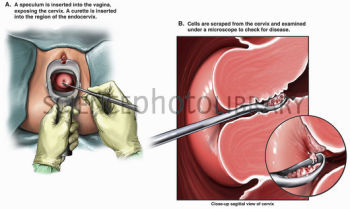 A. A speculum is inserted into the vagina,
exposing the cervix. A curette is inserted
into the region of the endocervix.
B. Cells are scraped from the cervix and examined
under a microscope to check for disease.
SCIENCEPHOTOLIBRARY
Close-up sagittal view of cervix